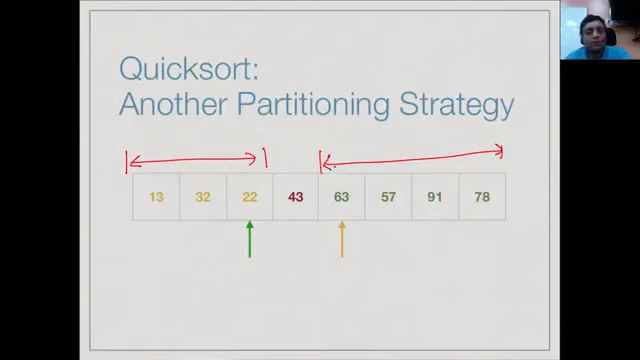 Quicksort:
Another Partitioning Strategy
13 32 22 43 63 57 91 78